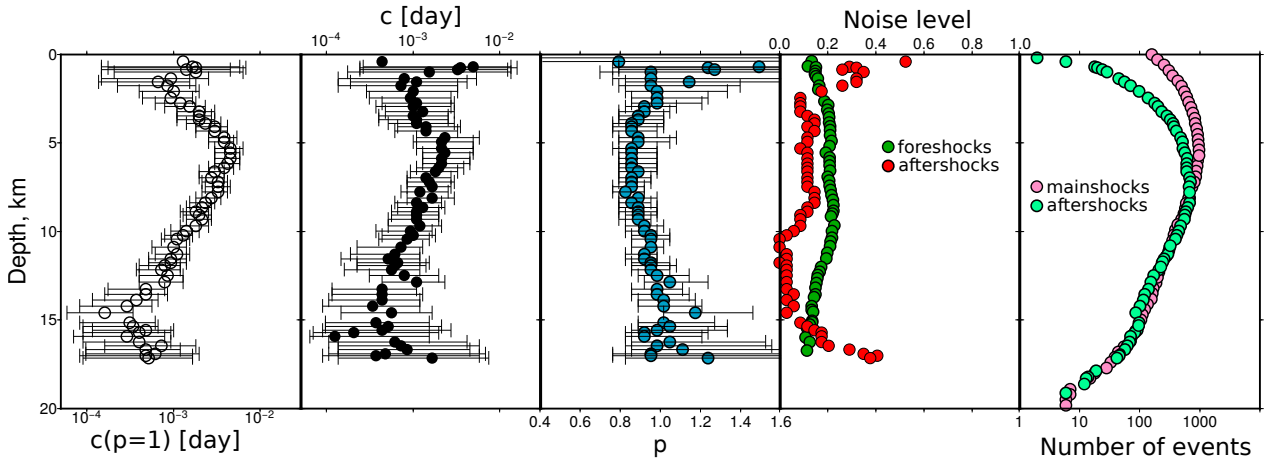 c [day]
Noise level
10⁻⁴ 10⁻³ 10⁻²
0.0 0.2 0.4 0.6 0.8 1.0
0
5
10
15
20
Depth, km
foreshocks
aftershocks
mainshocks
aftershocks
10⁻⁴ 10⁻³ 10⁻²
0.4 0.6 0.8 1.0 1.2 1.4 1.6
1 10 100 1000
c(p=1) [day]
p
Number of events